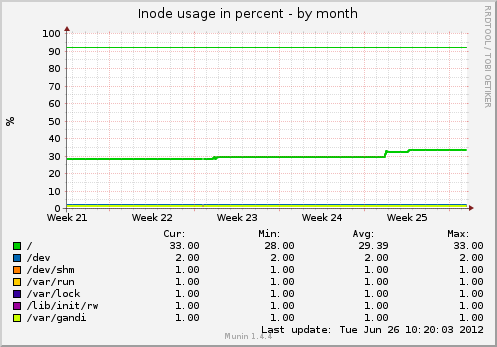 Inode usage in percent - by month
RRDTOOL / TOBI OETIKER
%
100
90
80
70
60
50
40
30
20
10
0
Week 21 Week 22 Week 23 Week 24 Week 25
Cur: Min: Avg: Max:
/ 33.00 28.00 29.39 33.00
/dev 2.00 2.00 2.00 2.00
/dev/shm 1.00 1.00 1.00 1.00
/var/run 1.00 1.00 1.00 1.00
/var/lock 1.00 1.00 1.00 1.00
/lib/init/rw 1.00 1.00 1.00 1.00
/var/gandi 1.00 1.00 1.00 1.00
Last update: Tue Jun 26 10:20:03 2012
Munin 1.4.4